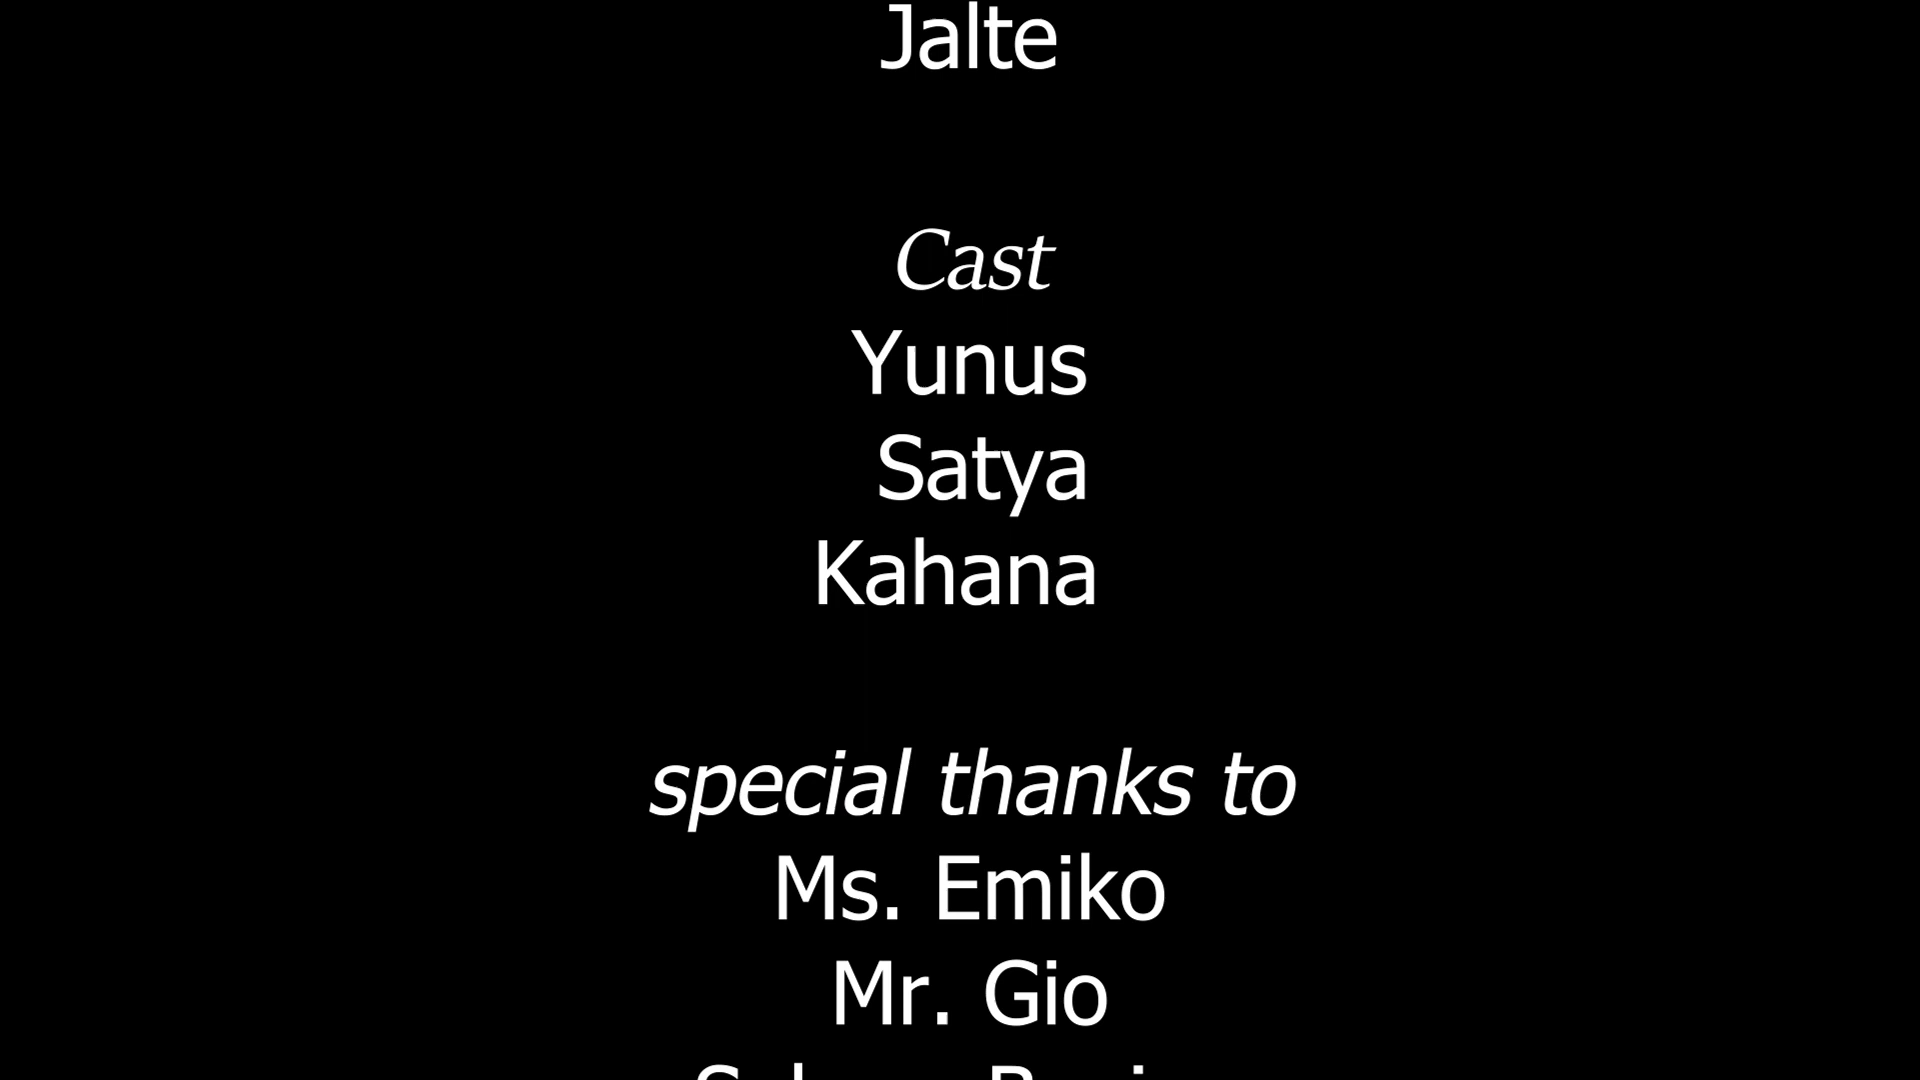 Jalte
Cast
Yunus
Satya
Kahana
special thanks to
Ms. Emiko
Mr. Gio